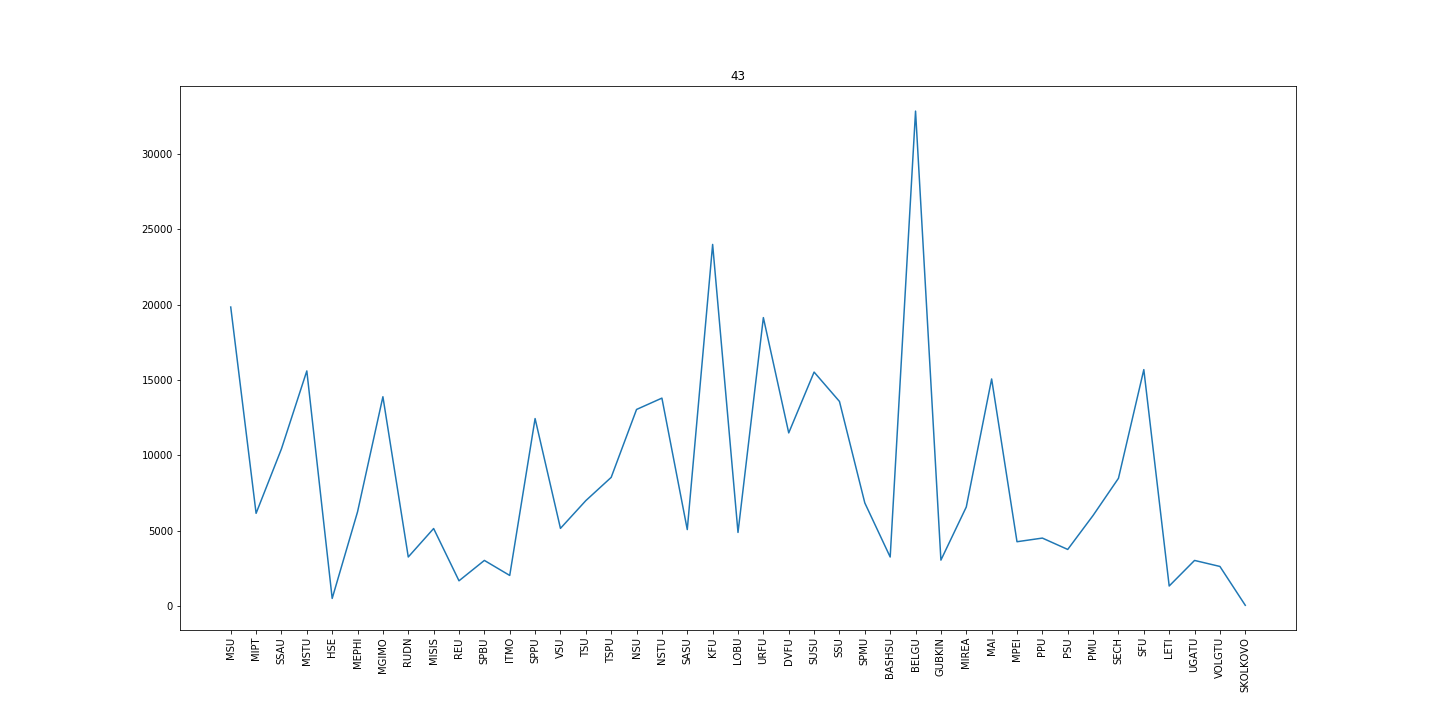 43
30000
25000
20000
15000
10000
5000
0
MSU
MIPT
SSAU
MSTU
HSE
MEPHI
MGIMO
RUDN
MISIS
REU
SPBU
ITMO
SPPU
VSU
TSU
TSPU
NSU
NSTU
SASU
KFU
LOBU
URFU
DVFU
SUSU
SSU
SPMU
BASHSU
BELGU
GUBKIN
MIREA
MAI
MPEI
PPU
PSU
PMU
SECH
SFU
LETI
UGATU
VOLGTU
SKOLKOVO